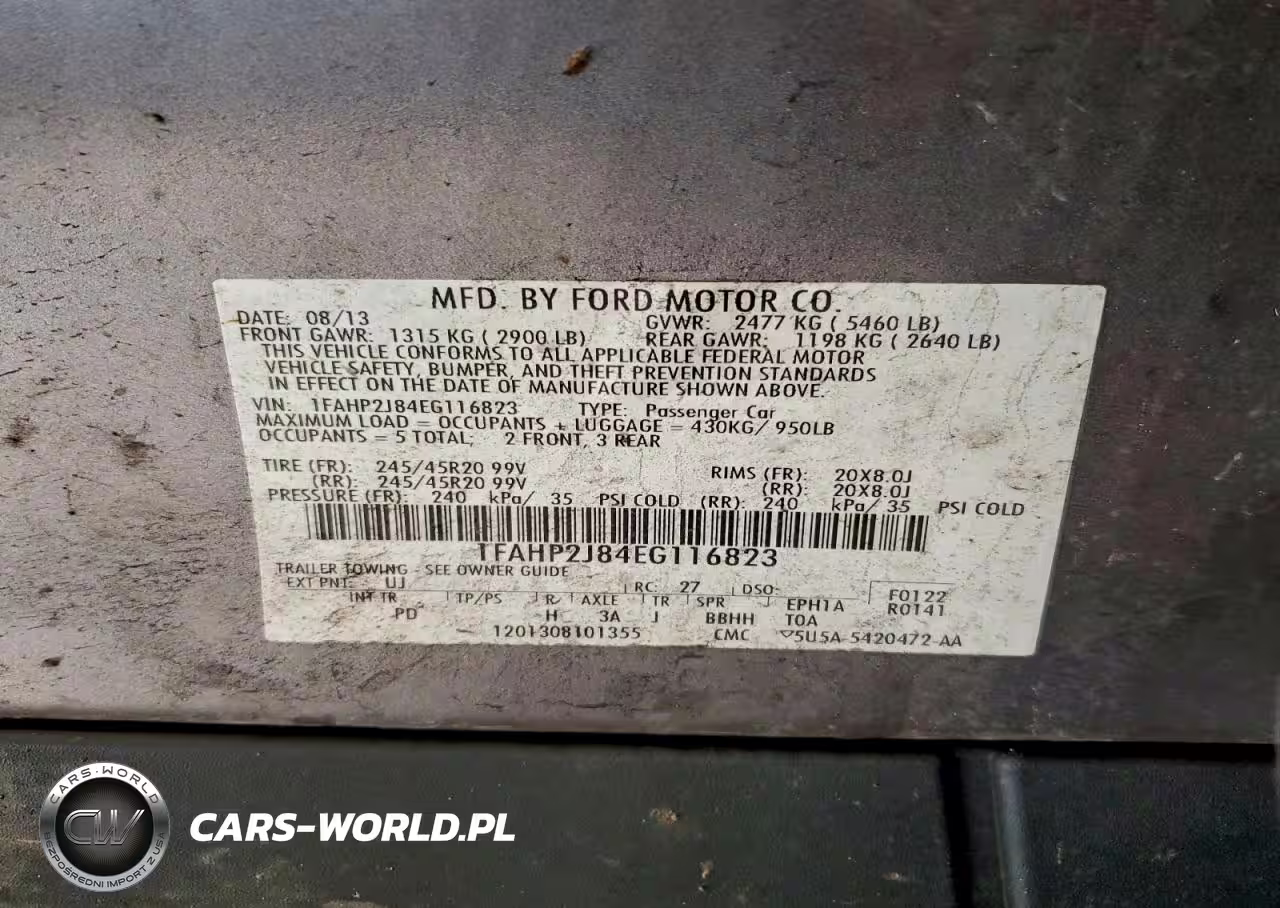 MFD. BY FORD MOTOR CO.
DATE: 08/13 GVWR: 2477 KG ( 5460 LB)
FRONT GAWR: 1315 KG ( 2900 LB) REAR GAWR: 1198 KG ( 2640 LB)
THIS VEHICLE CONFORMS TO ALL APPLICABLE FEDERAL MOTOR
VEHICLE SAFETY, BUMPER, AND THEFT PREVENTION STANDARDS
IN EFFECT ON THE DATE OF MANUFACTURE SHOWN ABOVE.
VIN: 1FAHP2J84EG116823 TYPE: Passenger Car
MAXIMUM LOAD = OCCUPANTS + LUGGAGE = 430KG/ 950LB
OCCUPANTS = 5 TOTAL; 2 FRONT, 3 REAR
TIRE (FR): 245/45R20 99V RIMS (FR): 20X8.0J
(RR): 245/45R20 99V (RR): 20X8.0J
PRESSURE (FR): 240 kPa/ 35 PSI COLD (RR): 240 kPa/ 35 PSI COLD
1FAHP2J84EG116823
TRAILER TOWING - SEE OWNER GUIDE
EXT PNT: UJ RC: 27 DSO: F0122
INT TR TP/PS R AXLE TR SPR EPH1A R0141
PD H 3A J BBHH T0A
1201308101355 CMC 5U5A-5420472-AA
CARS-WORLD
CW
BEZPOŚREDNI IMPORT Z USA
CARS-WORLD.PL